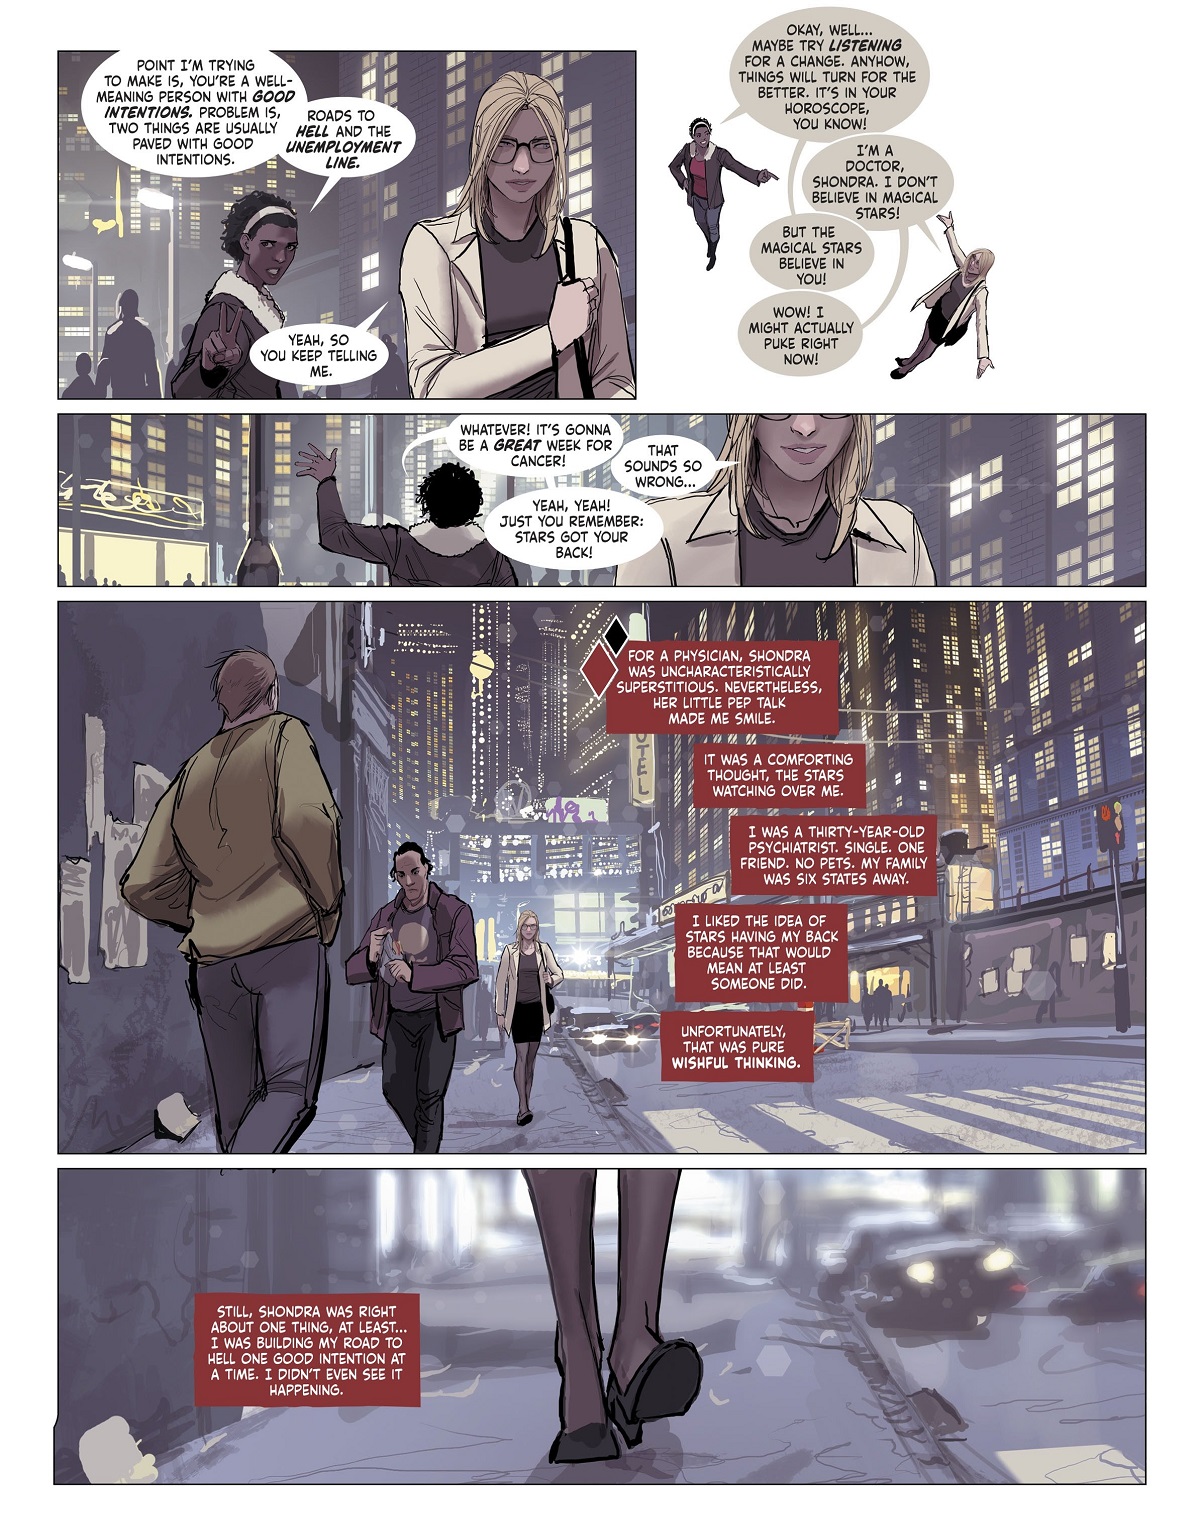 POINT I'M TRYING
TO MAKE IS, YOU'RE A WELL-
MEANING PERSON WITH GOOD
INTENTIONS. PROBLEM IS,
TWO THINGS ARE USUALLY
PAVED WITH GOOD
INTENTIONS.
ROADS TO
HELL AND THE
UNEMPLOYMENT
LINE.
YEAH, SO
YOU KEEP TELLING
ME.
OKAY, WELL...
MAYBE TRY LISTENING
FOR A CHANGE. ANYHOW,
THINGS WILL TURN FOR THE
BETTER. IT'S IN YOUR
HOROSCOPE,
YOU KNOW!
I'M A
DOCTOR,
SHONDRA. I DON'T
BELIEVE IN MAGICAL
STARS!
BUT THE
MAGICAL STARS
BELIEVE IN
YOU!
WOW! I
MIGHT ACTUALLY
PUKE RIGHT
NOW!
WHATEVER! IT'S GONNA
BE A GREAT WEEK FOR
CANCER!
THAT
SOUNDS SO
WRONG...
YEAH, YEAH!
JUST YOU REMEMBER:
STARS GOT YOUR
BACK!
FOR A PHYSICIAN, SHONDRA
WAS UNCHARACTERISTICALLY
SUPERSTITIOUS. NEVERTHELESS,
HER LITTLE PEP TALK
MADE ME SMILE.
IT WAS A COMFORTING
THOUGHT, THE STARS
WATCHING OVER ME.
I WAS A THIRTY-YEAR-OLD
PSYCHIATRIST. SINGLE. ONE
FRIEND. NO PETS. MY FAMILY
WAS SIX STATES AWAY.
I LIKED THE IDEA OF
STARS HAVING MY BACK
BECAUSE THAT WOULD
MEAN AT LEAST
SOMEONE DID.
UNFORTUNATELY,
THAT WAS PURE
WISHFUL THINKING.
OTEL
STILL, SHONDRA WAS RIGHT
ABOUT ONE THING, AT LEAST...
I WAS BUILDING MY ROAD TO
HELL ONE GOOD INTENTION AT
A TIME. I DIDN'T EVEN SEE IT
HAPPENING.